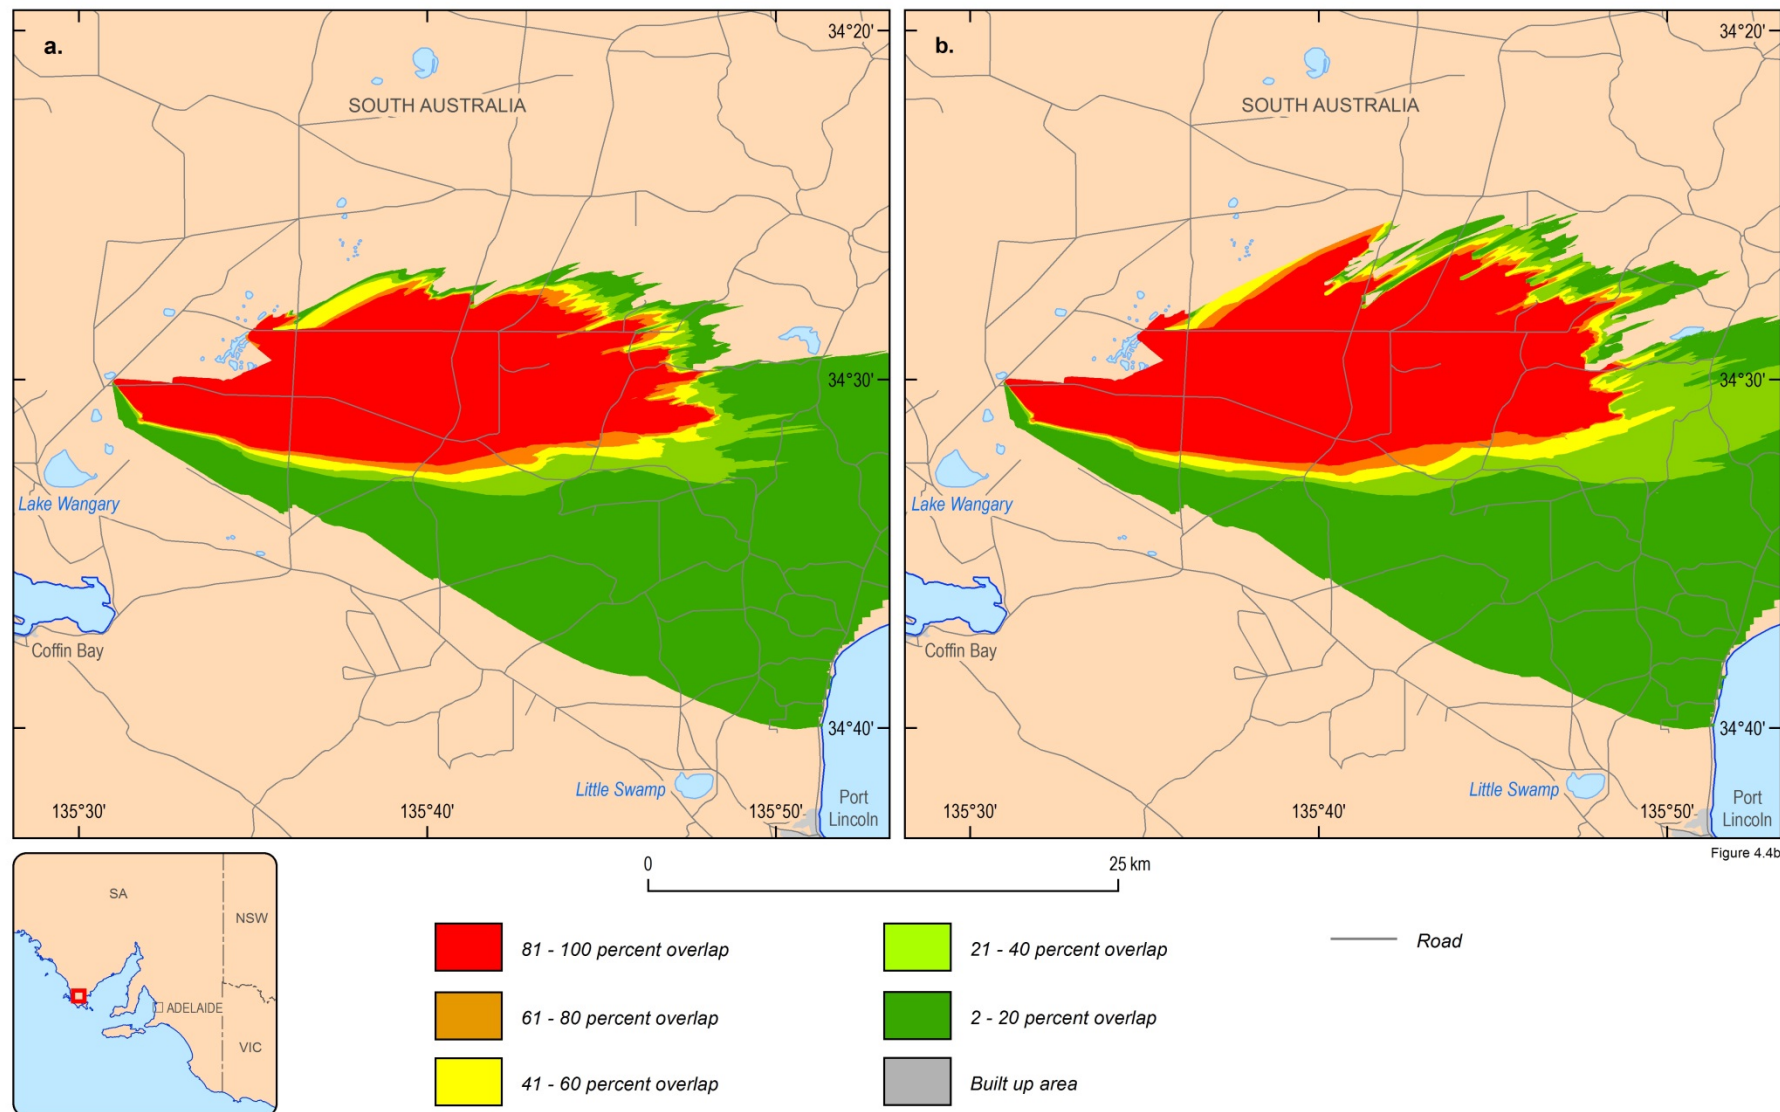 a.
34°20'
SOUTH AUSTRALIA
34°30'
Lake Wangary
Coffin Bay
34°40'
Little Swamp
135°30'
135°40'
135°50'
Port
Lincoln
b.
34°20'
SOUTH AUSTRALIA
34°30'
Lake Wangary
Coffin Bay
34°40'
Little Swamp
135°30'
135°40'
135°50'
Port
Lincoln
Figure 4.4b
0 25 km
SA
NSW
ADELAIDE
VIC
81 - 100 percent overlap
61 - 80 percent overlap
41 - 60 percent overlap
21 - 40 percent overlap
2 - 20 percent overlap
Built up area
Road